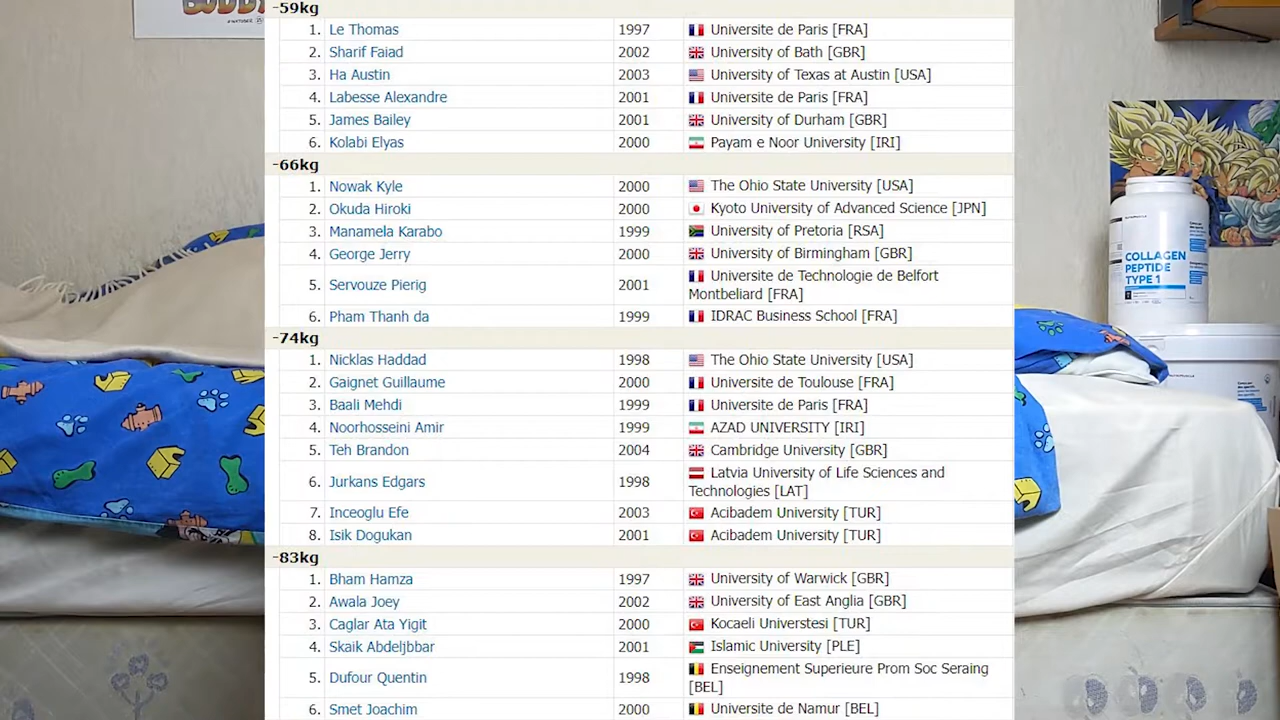 -59kg
1. Le Thomas 1997 Universite de Paris [FRA]
2. Sharif Faiad 2002 University of Bath [GBR]
3. Ha Austin 2003 University of Texas at Austin [USA]
4. Labesse Alexandre 2001 Universite de Paris [FRA]
5. James Bailey 2001 University of Durham [GBR]
6. Kolabi Elyas 2000 Payam e Noor University [IRI]
-66kg
1. Nowak Kyle 2000 The Ohio State University [USA]
2. Okuda Hiroki 2000 Kyoto University of Advanced Science [JPN]
3. Manamela Karabo 1999 University of Pretoria [RSA]
4. George Jerry 2000 University of Birmingham [GBR]
5. Servouze Pierig 2001 Universite de Technologie de Belfort
Montbeliard [FRA]
6. Pham Thanh da 1999 IDRAC Business School [FRA]
-74kg
1. Nicklas Haddad 1998 The Ohio State University [USA]
2. Gaignet Guillaume 2000 Universite de Toulouse [FRA]
3. Baali Mehdi 1999 Universite de Paris [FRA]
4. Noorhosseini Amir 1999 AZAD UNIVERSITY [IRI]
5. Teh Brandon 2004 Cambridge University [GBR]
6. Jurkans Edgars 1998 Latvia University of Life Sciences and
Technologies [LAT]
7. Inceoglu Efe 2003 Acibadem University [TUR]
8. Isik Dogukan 2001 Acibadem University [TUR]
-83kg
1. Bham Hamza 1997 University of Warwick [GBR]
2. Awala Joey 2002 University of East Anglia [GBR]
3. Caglar Ata Yigit 2000 Kocaeli Universtesi [TUR]
4. Skaik Abdeljbbar 2001 Islamic University [PLE]
5. Dufour Quentin 1998 Enseignement Superieure Prom Soc Seraing
[BEL]
6. Smet Joachim 2000 Universite de Namur [BEL]
COLLAGEN
PEPTIDE
TYPE 1